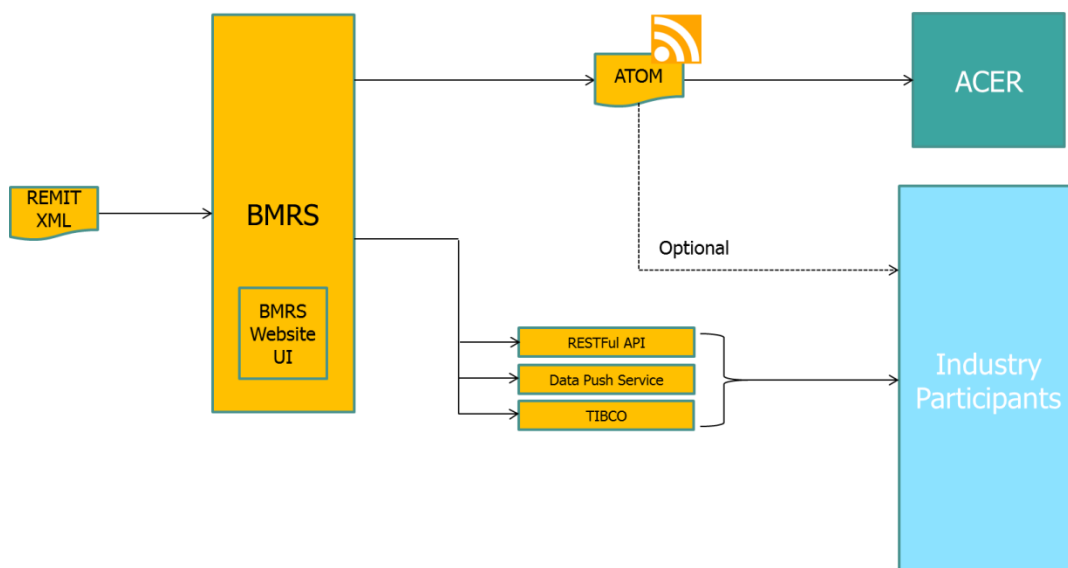 ATOM
ACER
REMIT
XML
BMRS
Optional
BMRS
Website
UI
RESTFul API
Data Push Service
TIBCO
Industry
Participants